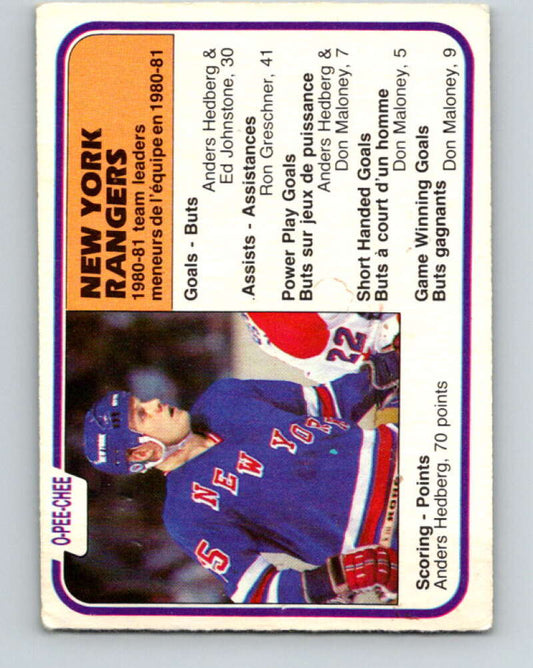 O-PEE-CHEE
NEW YORK
RANGERS
1980-81 team leaders
meneurs de l'équipe en 1980-81
Goals - Buts
Anders Hedberg &
Ed Johnstone, 30
Assists - Assistances
Ron Greschner, 41
Power Play Goals
Buts sur jeux de puissance
Anders Hedberg &
Don Maloney, 7
Short Handed Goals
Buts à court d'un homme
Don Maloney, 5
Game Winning Goals
Buts gagnants
Don Maloney, 9
Scoring - Points
Anders Hedberg, 70 points
15
NEW YORK
22